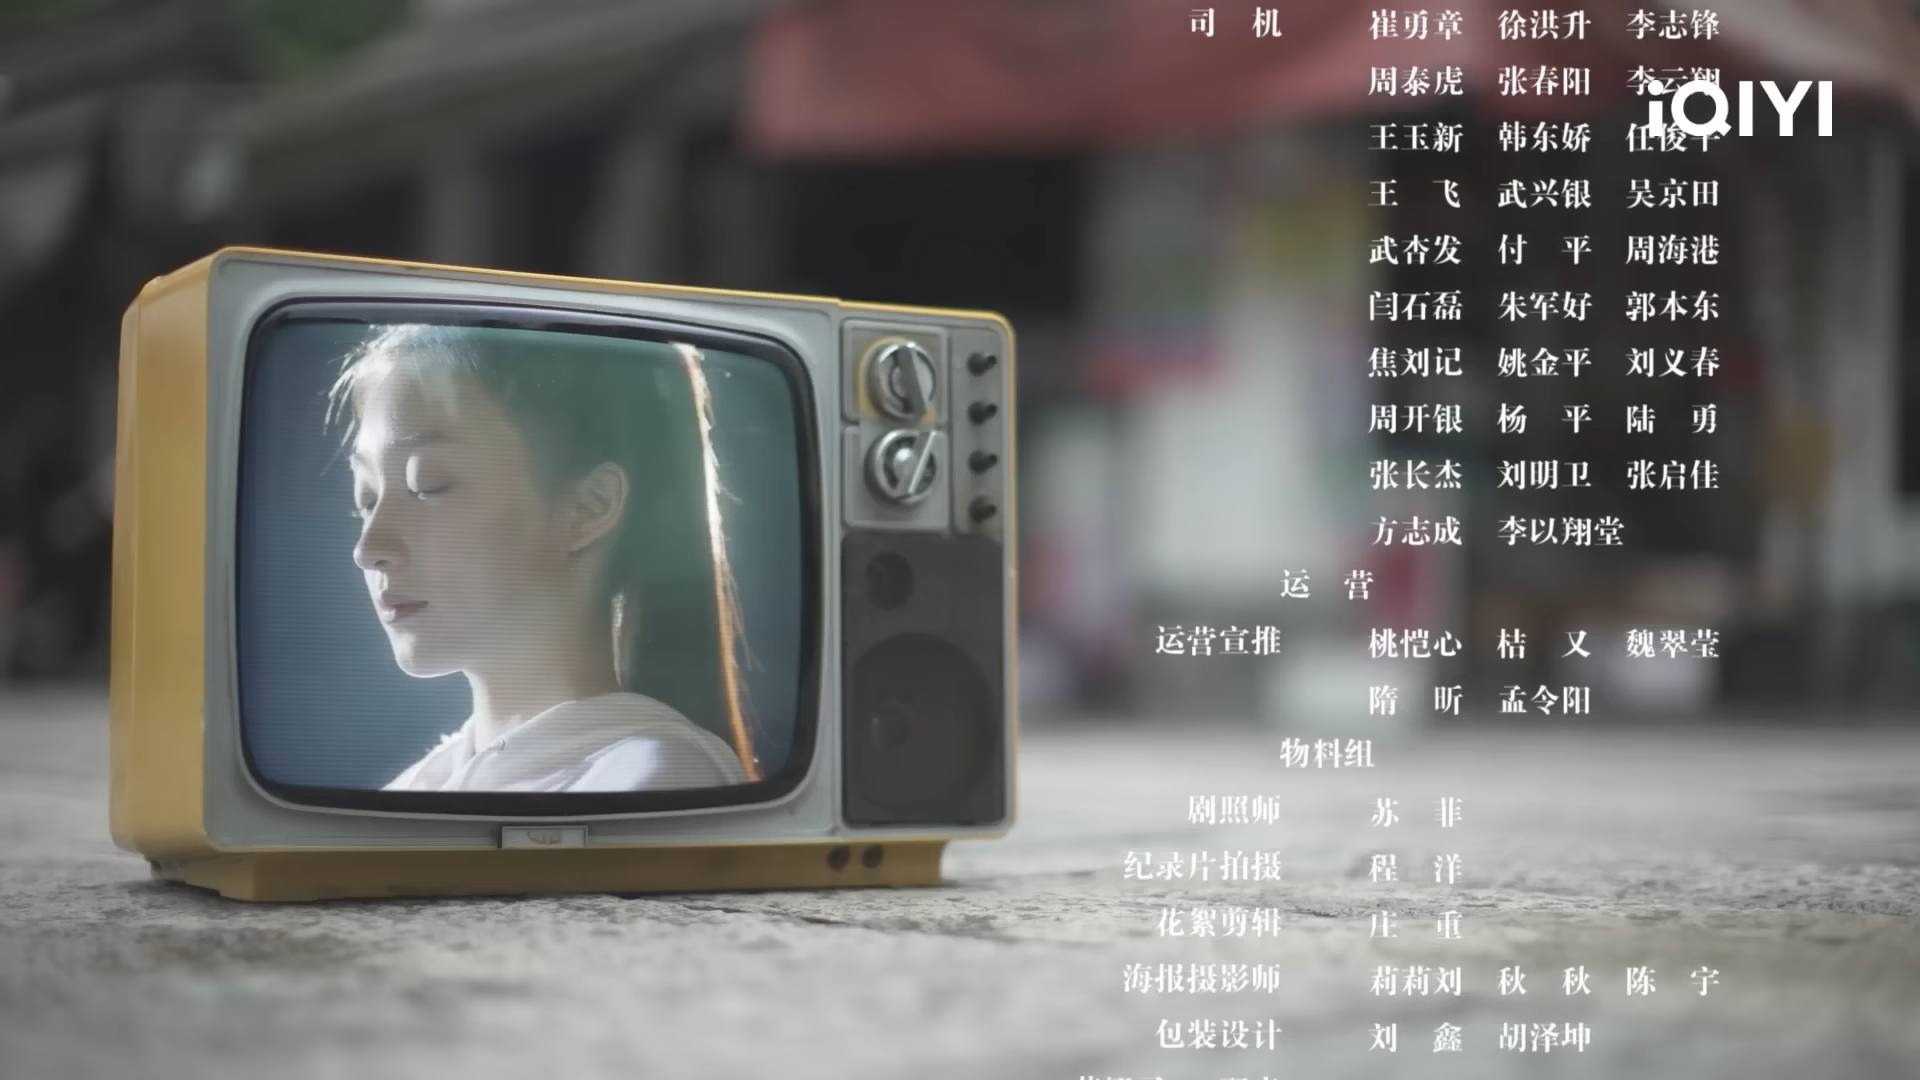 司 机 崔勇章 徐洪升 李志锋
周泰虎 张春阳 李云翔
iQIYI
王玉新 韩东娇 任俊
王 飞 武兴银 吴京田
武杏发 付 平 周海港
闫石磊 朱军好 郭本东
焦刘记 姚金平 刘义春
周开银 杨 平 陆 勇
张长杰 刘明卫 张启佳
方志成 李以翔堂
运 营
运营宣推 桃恺心 桔 又 魏翠莹
隋 昕 孟令阳
物料组
剧照师 苏 菲
纪录片拍摄 程 洋
花絮剪辑 庄 重
海报摄影师 莉莉刘 秋 秋 陈 宇
包装设计 刘 鑫 胡泽坤